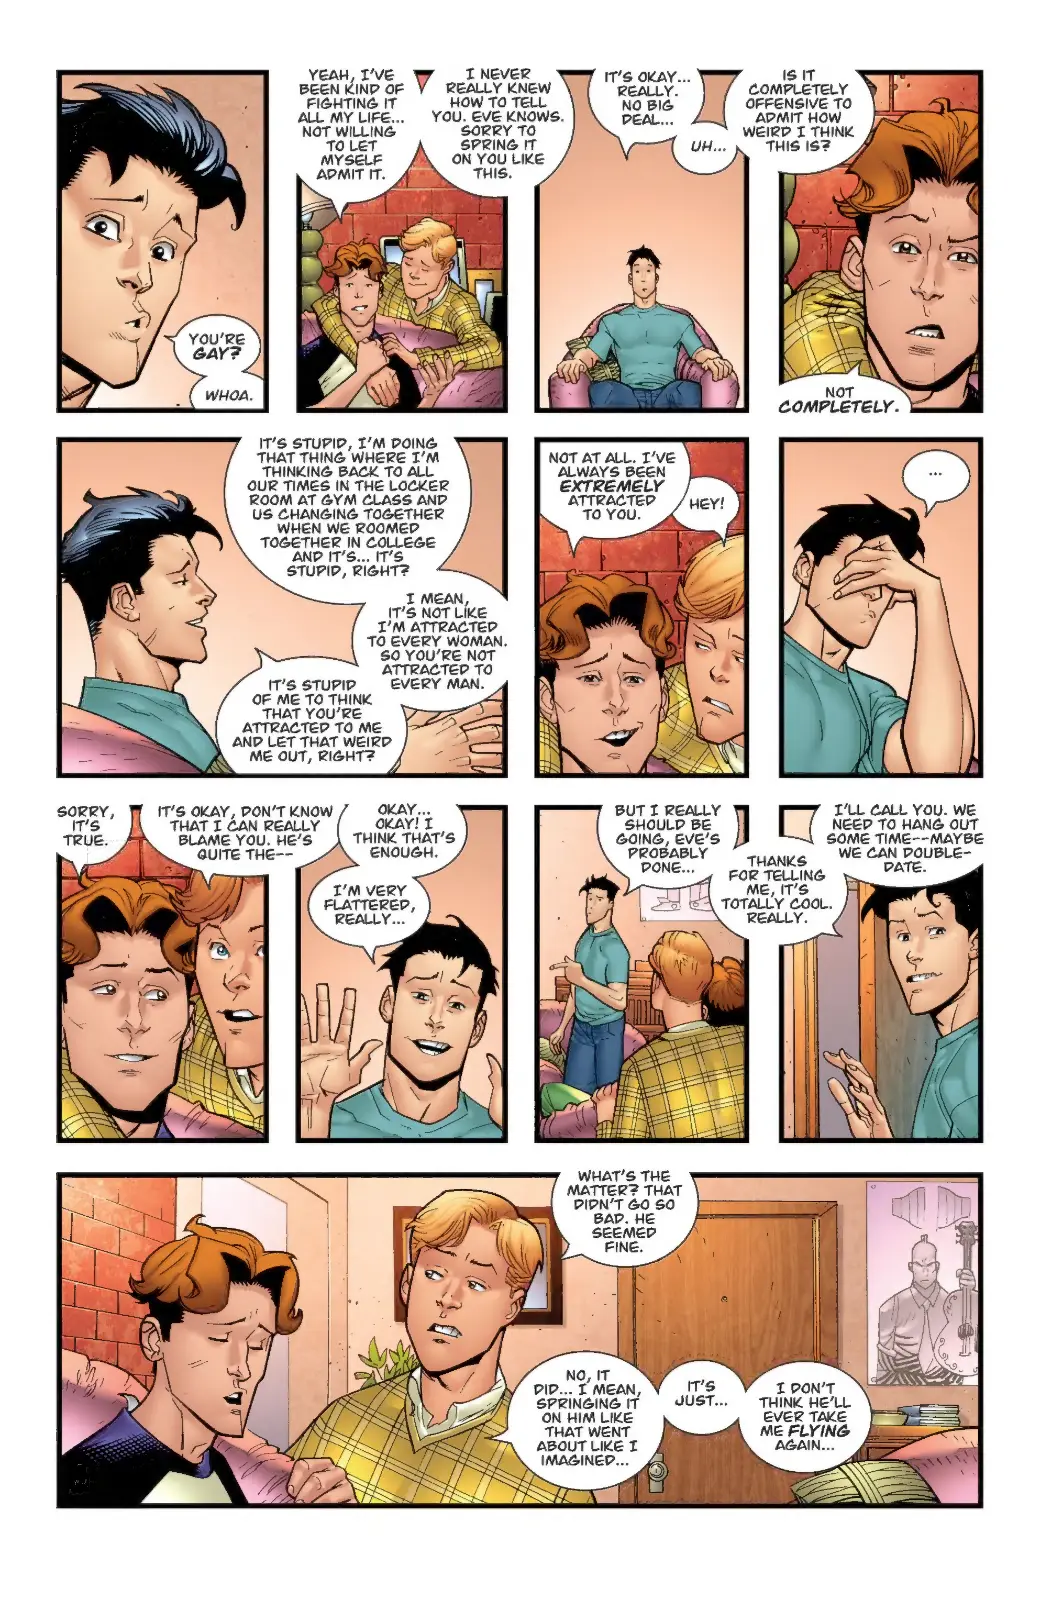 YOU'RE
GAY?
WHOA.
YEAH, I'VE
BEEN KIND OF
FIGHTING IT
ALL MY LIFE...
NOT WILLING
TO LET
MYSELF
ADMIT IT.
I NEVER
REALLY KNEW
HOW TO TELL
YOU. EVE KNOWS.
SORRY TO
SPRING IT
ON YOU LIKE
THIS.
IT'S OKAY...
REALLY.
NO BIG
DEAL...
UH...
IS IT
COMPLETELY
OFFENSIVE TO
ADMIT HOW
WEIRD I THINK
THIS IS?
NOT
COMPLETELY.
IT'S STUPID, I'M DOING
THAT THING WHERE I'M
THINKING BACK TO ALL
OUR TIMES IN THE LOCKER
ROOM AT GYM CLASS AND
US CHANGING TOGETHER
WHEN WE ROOMED
TOGETHER IN COLLEGE
AND IT'S... IT'S
STUPID, RIGHT?
I MEAN,
IT'S NOT LIKE
I'M ATTRACTED
TO EVERY WOMAN.
SO YOU'RE NOT
ATTRACTED TO
EVERY MAN.
IT'S STUPID
OF ME TO THINK
THAT YOU'RE
ATTRACTED TO ME
AND LET THAT WEIRD
ME OUT, RIGHT?
NOT AT ALL. I'VE
ALWAYS BEEN
EXTREMELY
ATTRACTED
TO YOU.
HEY!
...
SORRY,
IT'S
TRUE.
IT'S OKAY, DON'T KNOW
THAT I CAN REALLY
BLAME YOU. HE'S
QUITE THE--
OKAY...
OKAY! I
THINK THAT'S
ENOUGH.
I'M VERY
FLATTERED,
REALLY...
BUT I REALLY
SHOULD BE
GOING, EVE'S
PROBABLY
DONE...
THANKS
FOR TELLING
ME, IT'S
TOTALLY COOL.
REALLY.
I'LL CALL YOU. WE
NEED TO HANG OUT
SOME TIME--MAYBE
WE CAN DOUBLE-
DATE.
WHAT'S THE
MATTER? THAT
DIDN'T GO SO
BAD. HE
SEEMED
FINE.
NO, IT
DID... I MEAN,
SPRINGING IT
ON HIM LIKE
THAT WENT
ABOUT LIKE I
IMAGINED...
IT'S
JUST...
I DON'T
THINK HE'LL
EVER TAKE
ME FLYING
AGAIN...